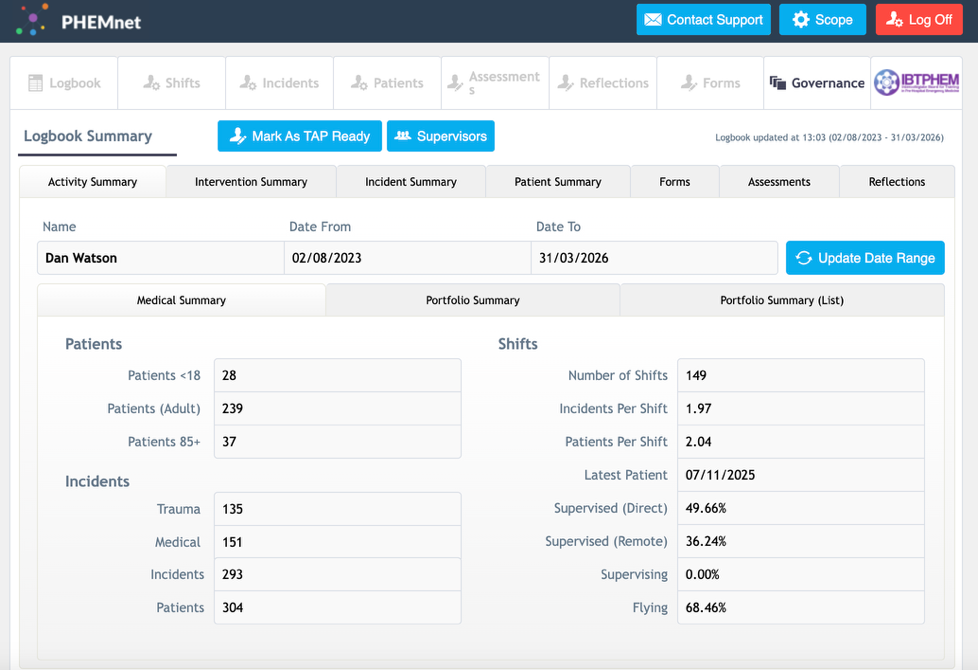 PHEMnet
Contact Support
Scope
Log Off
Logbook
Shifts
Incidents
Patients
Assessment
s
Reflections
Forms
Governance
IBTPHEM
Logbook Summary
Mark As TAP Ready
Supervisors
Logbook updated at 13:03 (02/08/2023 - 31/03/2026)
Activity Summary
Intervention Summary
Incident Summary
Patient Summary
Forms
Assessments
Reflections
Name
Date From
Date To
Dan Watson
02/08/2023
31/03/2026
Update Date Range
Medical Summary
Portfolio Summary
Portfolio Summary (List)
Patients
Patients <18 28
Patients (Adult) 239
Patients 85+ 37
Incidents
Trauma 135
Medical 151
Incidents 293
Patients 304
Shifts
Number of Shifts 149
Incidents Per Shift 1.97
Patients Per Shift 2.04
Latest Patient 07/11/2025
Supervised (Direct) 49.66%
Supervised (Remote) 36.24%
Supervising 0.00%
Flying 68.46%